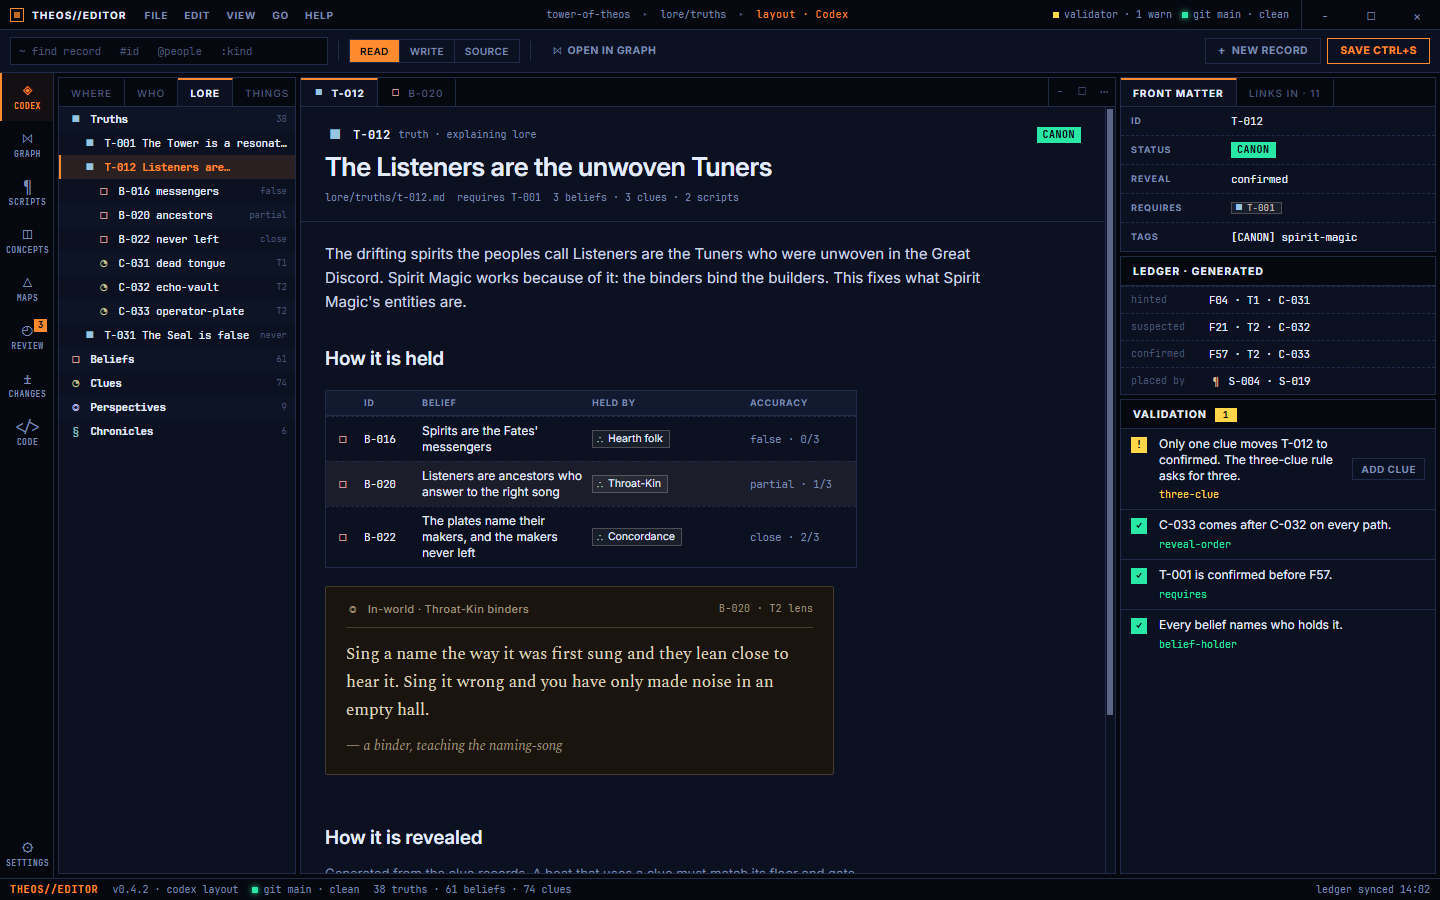 THEOS//EDITOR FILE EDIT VIEW GO HELP tower-of-theos ▸ lore/truths ▸ layout · Codex validator · 1 warn git main · clean
~ find record #id @people :kind READ WRITE SOURCE OPEN IN GRAPH + NEW RECORD SAVE CTRL+S
CODEX
GRAPH
SCRIPTS
CONCEPTS
MAPS
3
REVIEW
CHANGES
CODE
SETTINGS
WHERE WHO LORE THINGS
Truths 38
T-001 The Tower is a resonat…
T-012 Listeners are…
B-016 messengers false
B-020 ancestors partial
B-022 never left close
C-031 dead tongue T1
C-032 echo-vault T2
C-033 operator-plate T2
T-031 The Seal is false never
Beliefs 61
Clues 74
Perspectives 9
§ Chronicles 6
T-012 B-020
T-012 truth · explaining lore CANON
The Listeners are the unwoven Tuners
lore/truths/t-012.md requires T-001 3 beliefs · 3 clues · 2 scripts
The drifting spirits the peoples call Listeners are the Tuners who were unwoven in the Great
Discord. Spirit Magic works because of it: the binders bind the builders. This fixes what Spirit
Magic's entities are.
How it is held
ID BELIEF HELD BY ACCURACY
B-016 Spirits are the Fates' messengers ∴ Hearth folk false · 0/3
B-020 Listeners are ancestors who answer to the right song ∴ Throat-Kin partial · 1/3
B-022 The plates name their makers, and the makers never left ∴ Concordance close · 2/3
In-world · Throat-Kin binders B-020 · T2 lens
Sing a name the way it was first sung and they lean close to
hear it. Sing it wrong and you have only made noise in an
empty hall.
— a binder, teaching the naming-song
How it is revealed
Generated from the clue records. A beat that uses a clue must match its floor and gate.
FRONT MATTER LINKS IN · 11
ID T-012
STATUS CANON
REVEAL confirmed
REQUIRES T-001
TAGS [CANON] spirit-magic
LEDGER · GENERATED
hinted F04 · T1 · C-031
suspected F21 · T2 · C-032
confirmed F57 · T2 · C-033
placed by ¶ S-004 · S-019
VALIDATION 1
! Only one clue moves T-012 to
confirmed. The three-clue rule
asks for three.
three-clue
ADD CLUE
✓ C-033 comes after C-032 on every path.
reveal-order
✓ T-001 is confirmed before F57.
requires
✓ Every belief names who holds it.
belief-holder
THEOS//EDITOR v0.4.2 · codex layout git main · clean 38 truths · 61 beliefs · 74 clues ledger synced 14:02